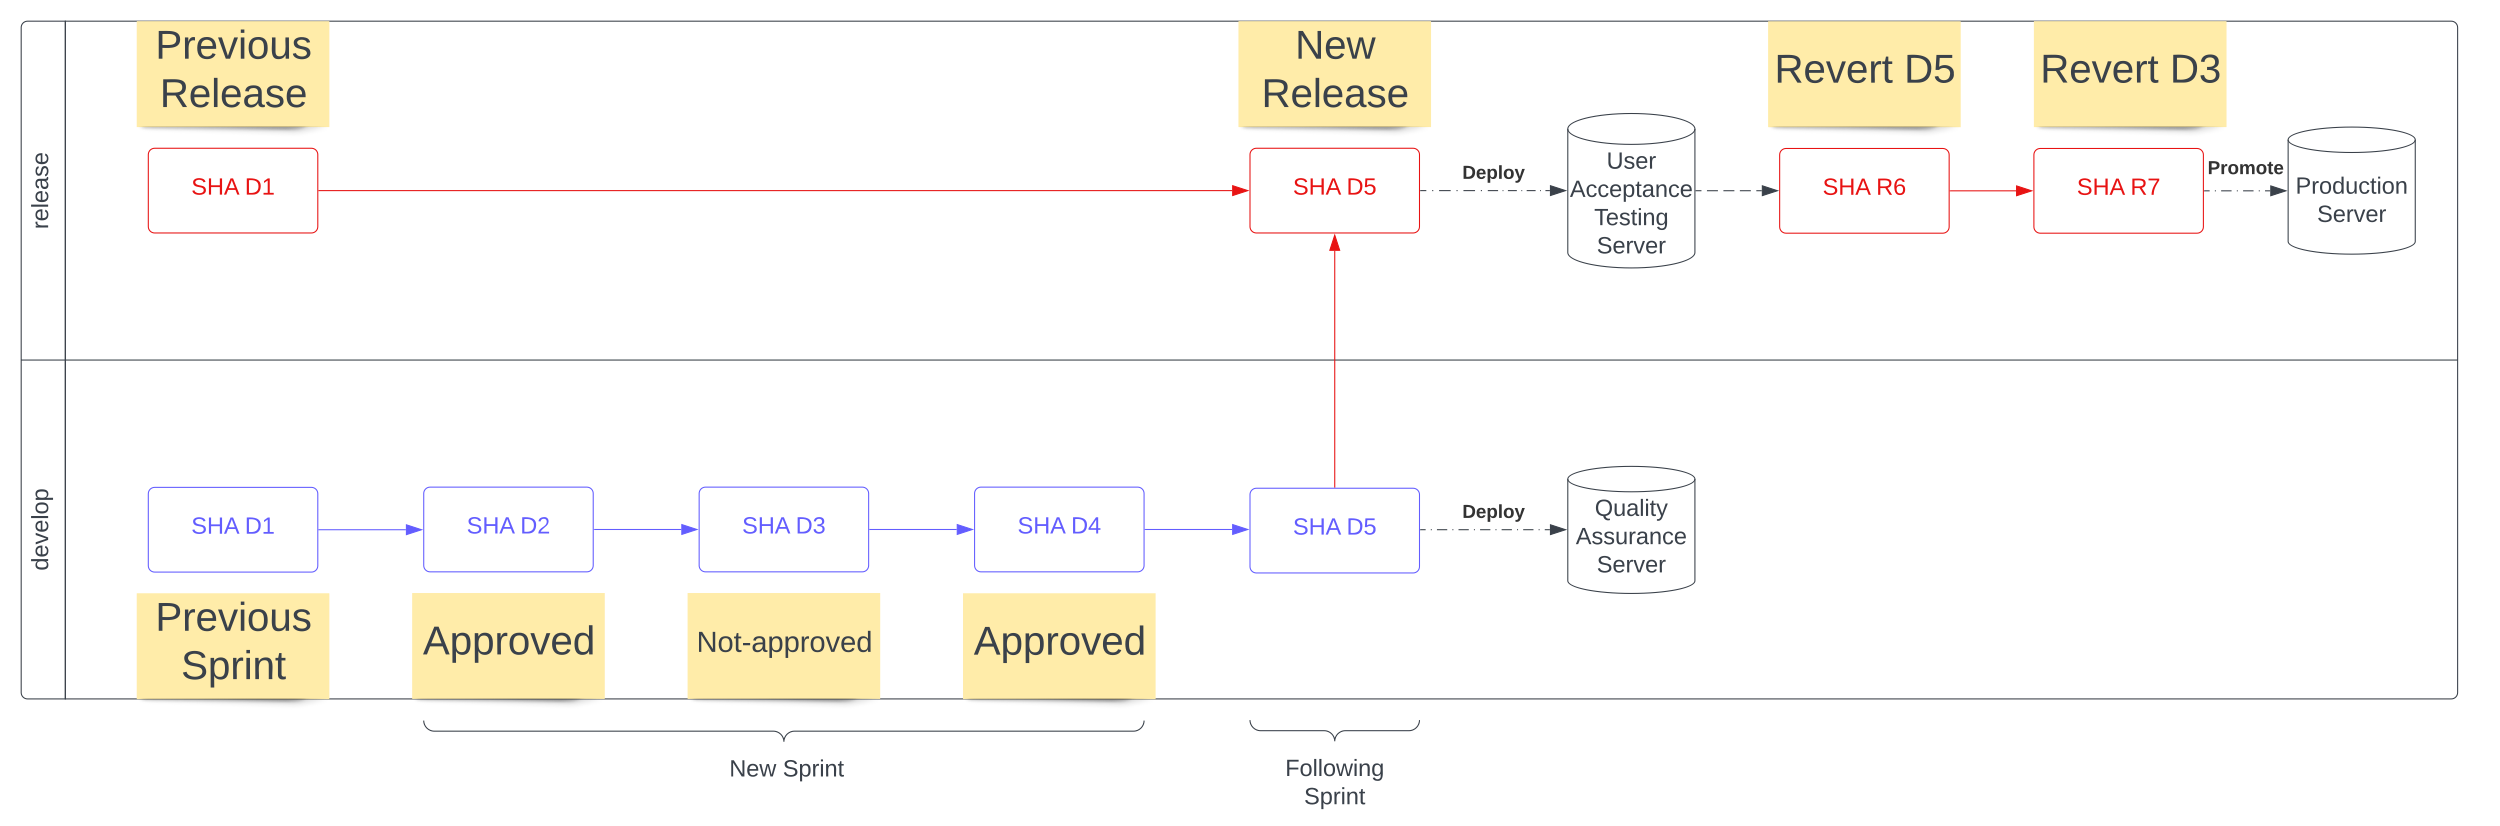 release
Previous
Release
New
Release
Revert D5
Revert D3
SHA D1
SHA D5
Deploy
User
Acceptance
Testing
Server
SHA R6
SHA R7
Promote
Production
Server
develop
SHA D1
SHA D2
SHA D3
SHA D4
SHA D5
Deploy
Quality
Assurance
Server
Previous
Sprint
Approved
Not-approved
Approved
New Sprint
Following
Sprint